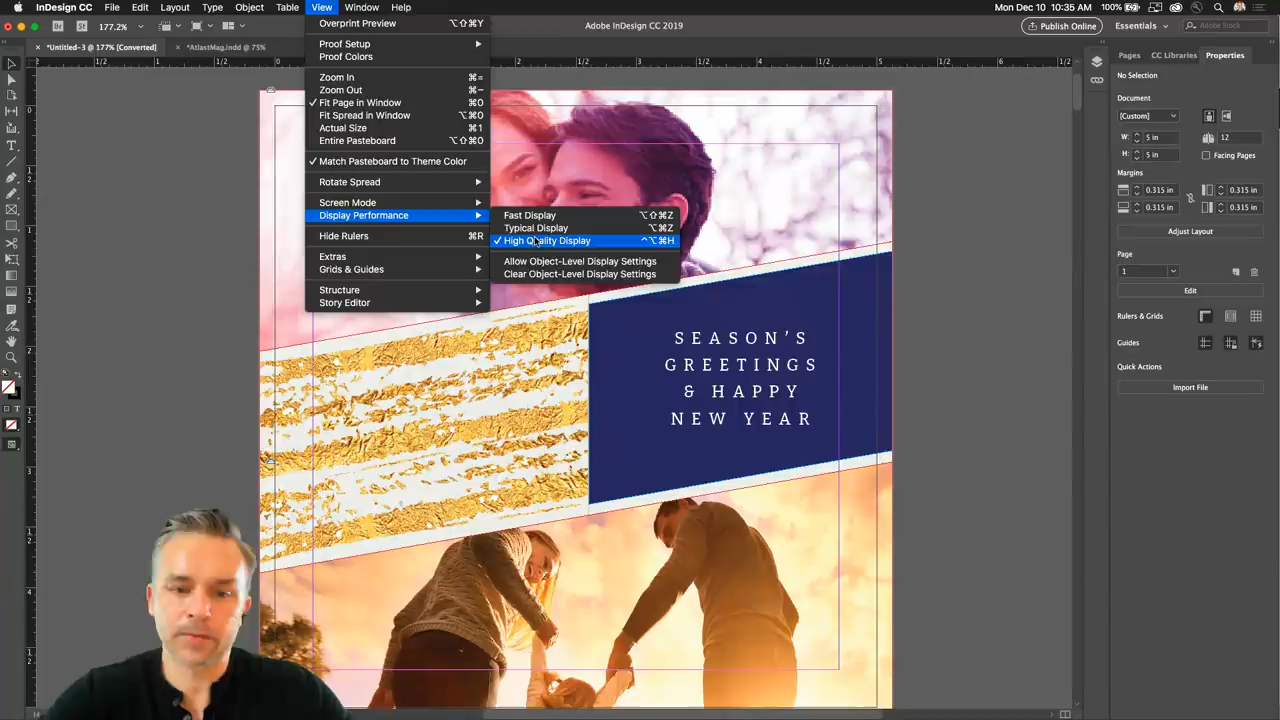 InDesign CC File Edit Layout Type Object Table View Window Help
100% Mon Dec 10 10:35 AM
Br St 177.2% Adobe InDesign CC 2019 Publish Online Essentials Adobe Stock
× *Untitled-3 @ 177% [Converted] × *AtlastMag.indd @ 75%
Overprint Preview ⌥⇧⌘Y
Proof Setup
Proof Colors
Zoom In ⌘=
Zoom Out ⌘−
✓ Fit Page in Window ⌘0
Fit Spread in Window ⌥⌘0
Actual Size ⌘1
Entire Pasteboard ⌥⇧⌘0
✓ Match Pasteboard to Theme Color
Rotate Spread
Screen Mode
Display Performance
Hide Rulers ⌘R
Extras
Grids & Guides
Structure
Story Editor
Fast Display ⌥⇧⌘Z
Typical Display ⌥⌘Z
✓ High Quality Display ^⌥⌘H
Allow Object-Level Display Settings
Clear Object-Level Display Settings
SEASON'S
GREETINGS
& HAPPY
NEW YEAR
Pages CC Libraries Properties
No Selection
Document
[Custom]
W: 5 in 12
H: 5 in Facing Pages
Margins
0.315 in 0.315 in
0.315 in 0.315 in
Adjust Layout
Page
1
Edit
Rulers & Grids
Guides
Quick Actions
Import File